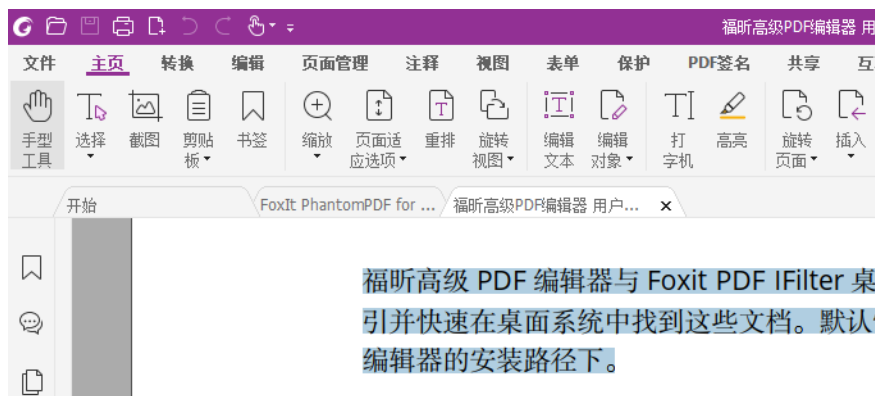 福昕高级PDF编辑器 用
文件 主页 转换 编辑 页面管理 注释 视图 表单 保护 PDF签名 共享 互
手型 选择 截图 剪贴 书签 缩放 页面适 重排 旋转 编辑 编辑 打 高亮 旋转 插入
工具 板 应选项 视图 文本 对象 字机 页面
开始 FoxIt PhantomPDF for ... 福昕高级PDF编辑器 用户...
福昕高级 PDF 编辑器与 Foxit PDF IFilter 桌
引并快速在桌面系统中找到这些文档。默认
编辑器的安装路径下。